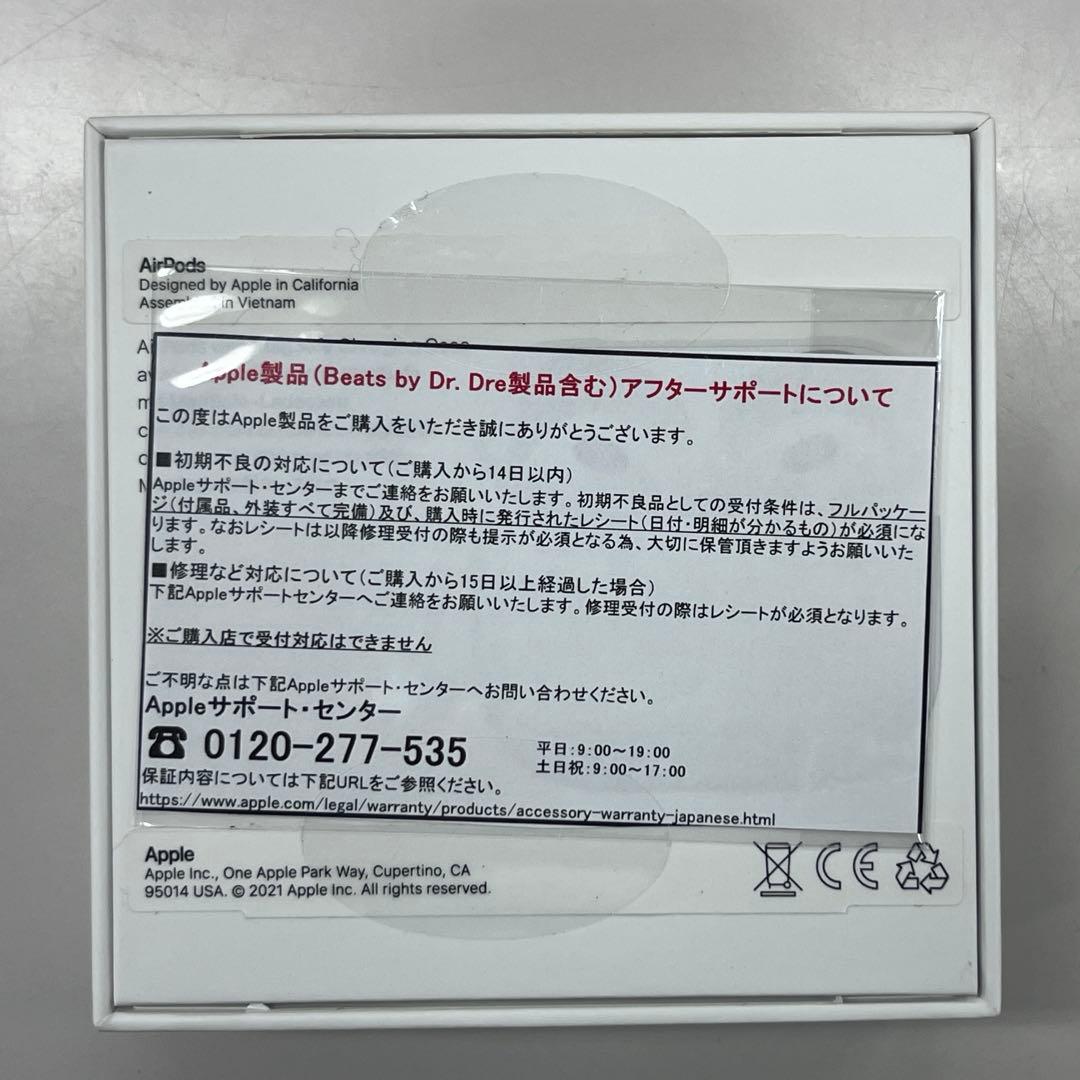 AirPods
Designed by Apple in California
in Vietnam
Apple製品(Beats by Dr. Dre製品含む)アフターサポートについて
この度はApple製品をご購入をいただき誠にありがとうございます。
■初期不良の対応について(ご購入から14日以内)
Appleサポート・センターまでご連絡をお願いいたします。初期不良品としての受付条件は、フルパッケー
ジ(付属品、外装すべて完備)及び、購入時に発行されたレシート(日付・明細が分かるもの)が必須にな
ります。なおレシートは以降修理受付の際も提示が必須となる為、大切に保管頂きますようお願いいた
します。
■修理など対応について(ご購入から15日以上経過した場合)
下記Appleサポートセンターへご連絡をお願いいたします。修理受付の際はレシートが必須となります。
※ご購入店で受付対応はできません
ご不明な点は下記Appleサポート・センターへお問い合わせください。
Appleサポート・センター
☎ 0120-277-535
平日:9:00〜19:00
土日祝:9:00〜17:00
保証内容については下記URLをご参照ください。
https://www.apple.com/legal/warranty/products/accessory-warranty-japanese.html
Apple
Apple Inc., One Apple Park Way, Cupertino, CA
95014 USA. © 2021 Apple Inc. All rights reserved.
CE